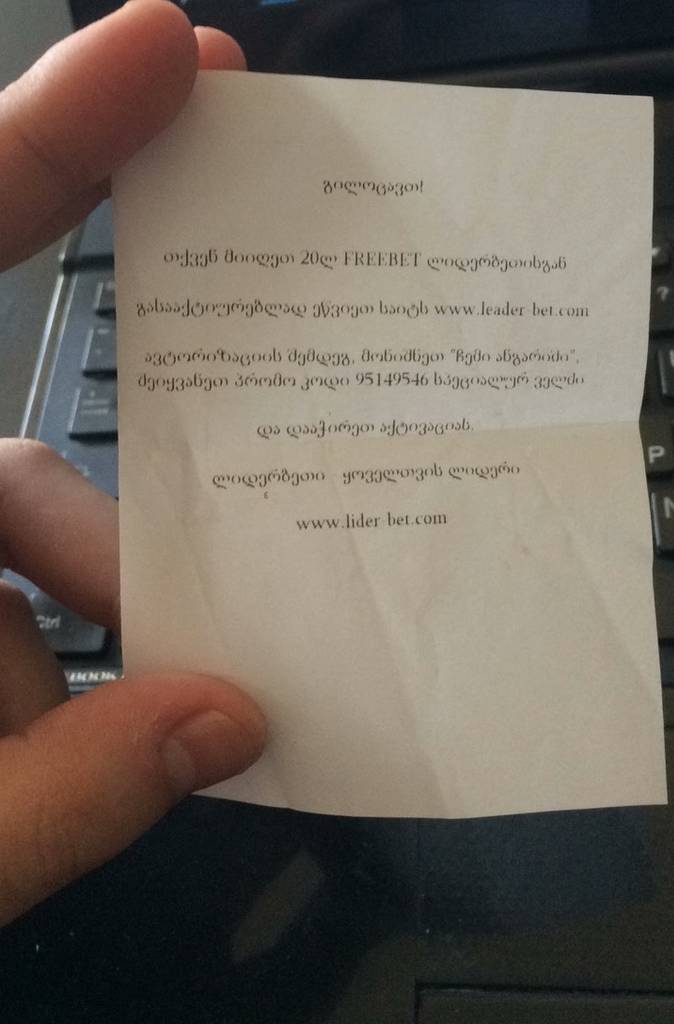 გილოცავთ!
თქვენ მიიღეთ 20ლ FREEBET ლიდერბეთისგან
გასააქტიურებლად ეწვიეთ საიტს www.leader-bet.com
ავტორიზაციის შემდეგ, მონიშნეთ "ჩემი ანგარიში",
შეიყვანეთ პრომო კოდი 95149546 სპეციალურ ველში
და დააჭირეთ აქტივაციას.
ლიდერბეთი ყოველთვის ლიდერი
www.lider-bet.com
?
P
N
Ctrl